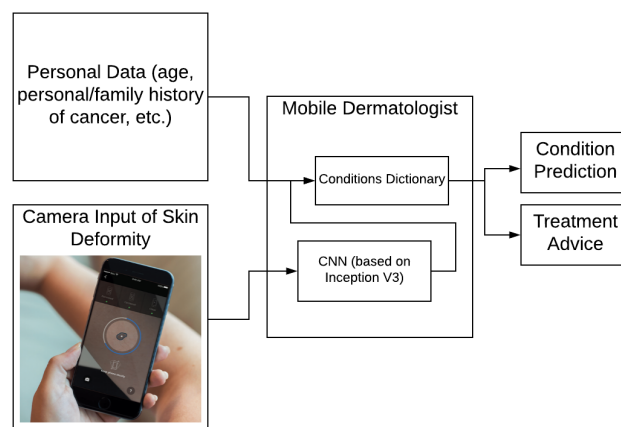 Personal Data (age,
personal/family history
of cancer, etc.)
Camera Input of Skin
Deformity
Mobile Dermatologist
Conditions Dictionary
CNN (based on
Inception V3)
Condition
Prediction
Treatment
Advice